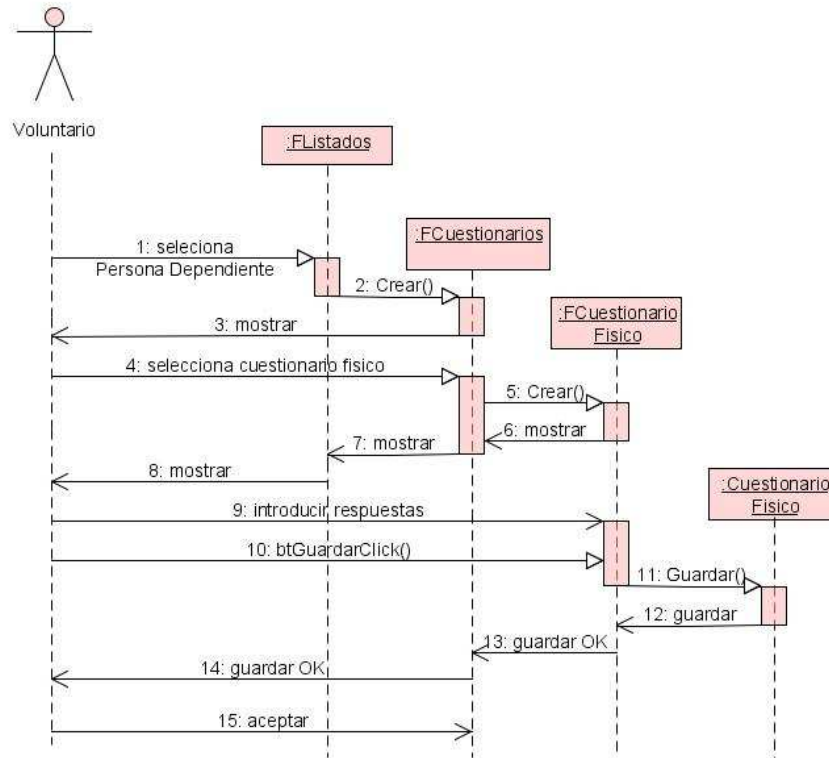 Voluntario
:FListados
:FCuestionarios
1: seleciona
Persona Dependiente
2: Crear()
:FCuestionario
Fisico
3: mostrar
4: selecciona cuestionario fisico
5: Crear()
6: mostrar
7: mostrar
8: mostrar
:Cuestionario
Fisico
9: introducir respuestas
10: btGuardarClick()
11: Guardar()
12: guardar
13: guardar OK
14: guardar OK
15: aceptar